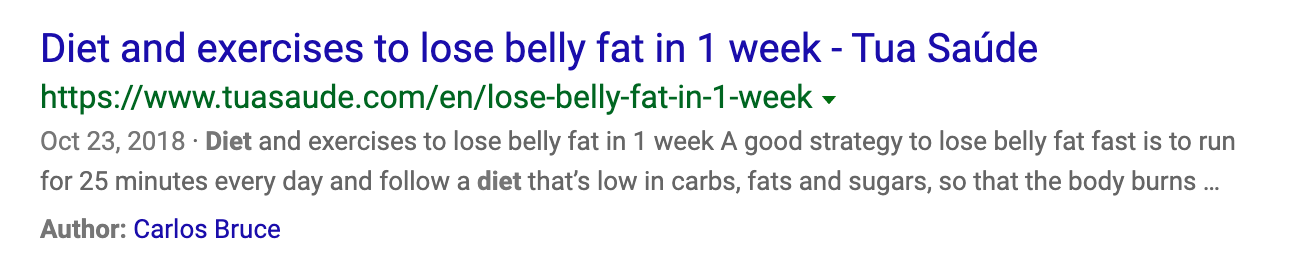 Diet and exercises to lose belly fat in 1 week - Tua Saúde
https://www.tuasaude.com/en/lose-belly-fat-in-1-week
Oct 23, 2018 · Diet and exercises to lose belly fat in 1 week A good strategy to lose belly fat fast is to run
for 25 minutes every day and follow a diet that’s low in carbs, fats and sugars, so that the body burns ...
Author: Carlos Bruce